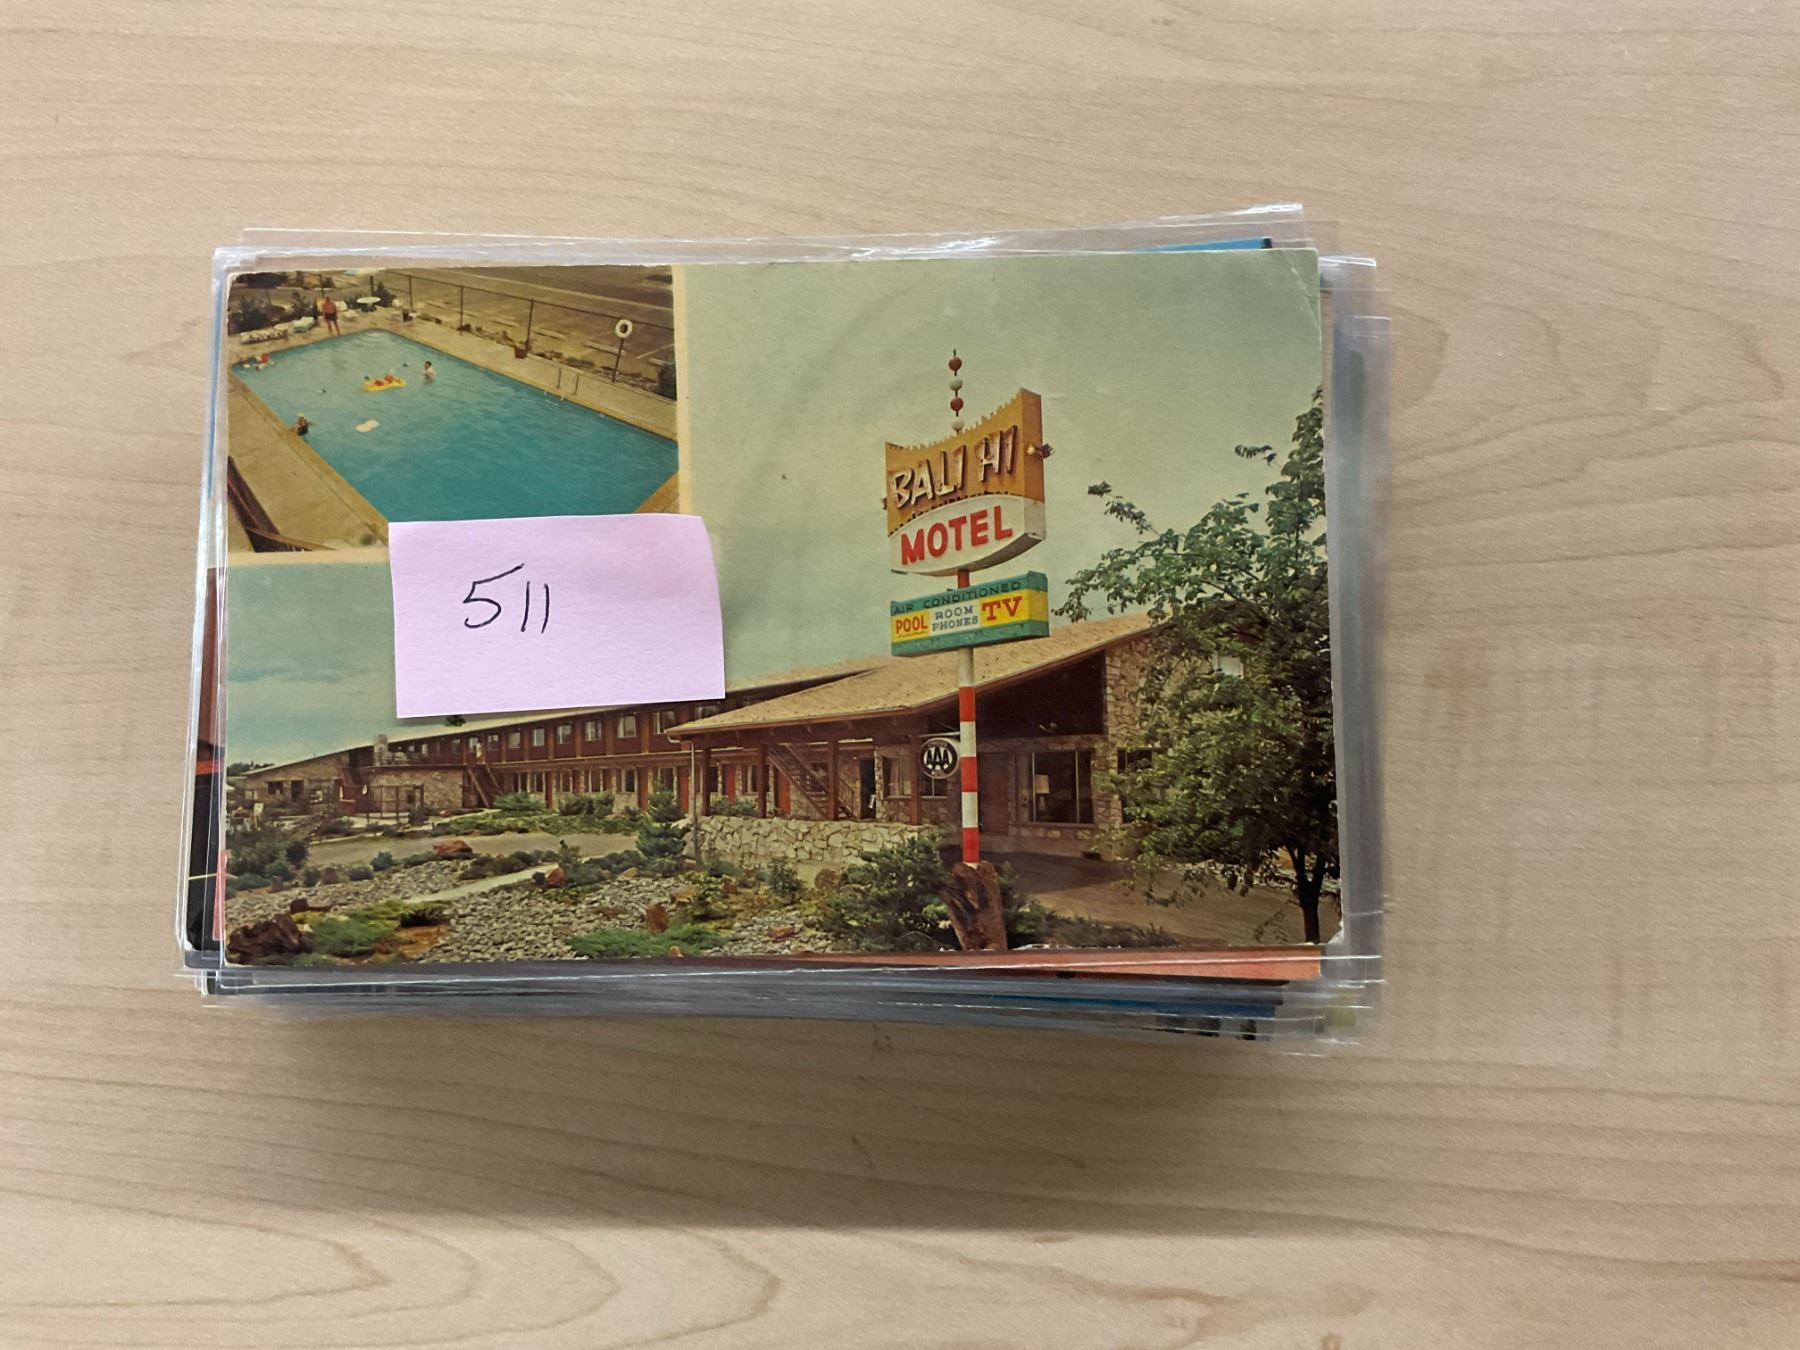 BALI HI
MOTEL
AIR CONDITIONED
POOL
ROOM
PHONES
TV
511
AAA